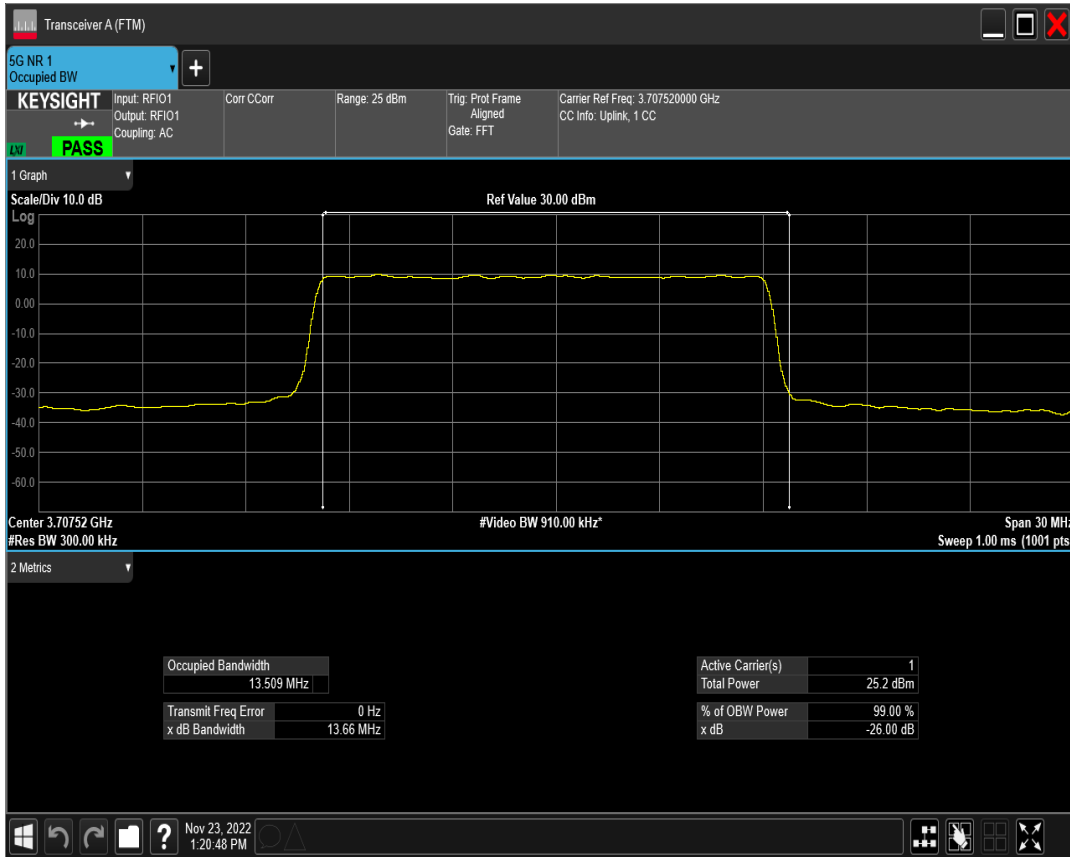 Transceiver A (FTM)
5G NR 1
Occupied BW
+
KEYSIGHT
LXI
PASS
Input: RFIO1
Output: RFIO1
Coupling: AC
Corr CCorr
Range: 25 dBm
Trig: Prot Frame
Aligned
Gate: FFT
Carrier Ref Freq: 3.707520000 GHz
CC Info: Uplink, 1 CC
1 Graph
Scale/Div 10.0 dB
Ref Value 30.00 dBm
Log
20.0
10.0
0.00
-10.0
-20.0
-30.0
-40.0
-50.0
-60.0
Center 3.70752 GHz
#Video BW 910.00 kHz*
Span 30 MHz
#Res BW 300.00 kHz
Sweep 1.00 ms (1001 pts
2 Metrics
Occupied Bandwidth
13.509 MHz
Transmit Freq Error 0 Hz
x dB Bandwidth 13.66 MHz
Active Carrier(s) 1
Total Power 25.2 dBm
% of OBW Power 99.00 %
x dB -26.00 dB
?
Nov 23, 2022
1:20:48 PM